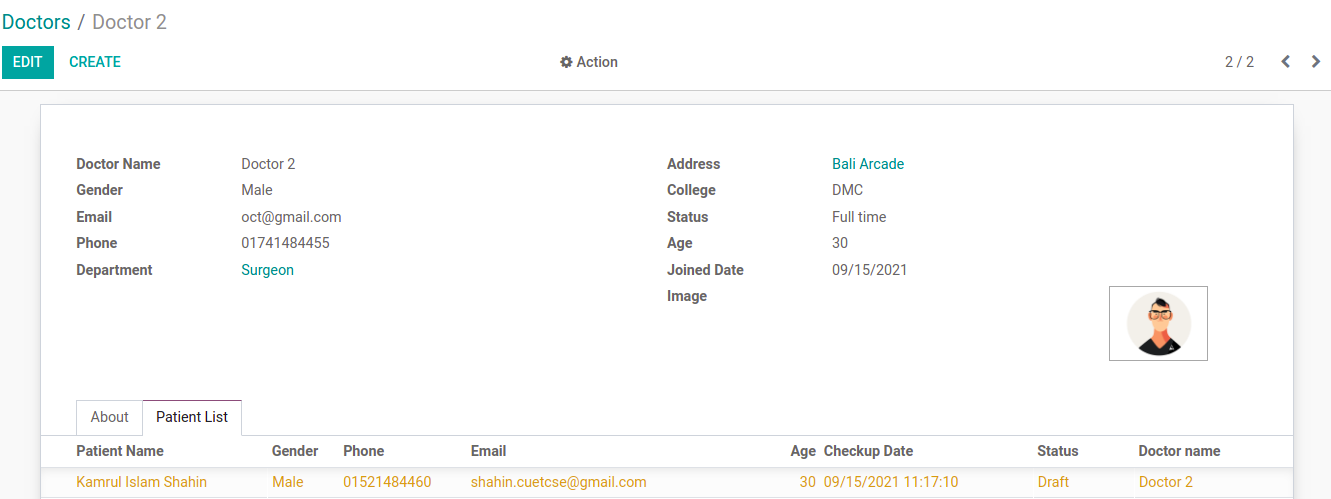 Doctors / Doctor 2
EDIT CREATE Action 2 / 2
Doctor Name Doctor 2 Address Bali Arcade
Gender Male College DMC
Email oct@gmail.com Status Full time
Phone 01741484455 Age 30
Department Surgeon Joined Date 09/15/2021
Image
About Patient List
Patient Name Gender Phone Email Age Checkup Date Status Doctor name
Kamrul Islam Shahin Male 01521484460 shahin.cuetcse@gmail.com 30 09/15/2021 11:17:10 Draft Doctor 2